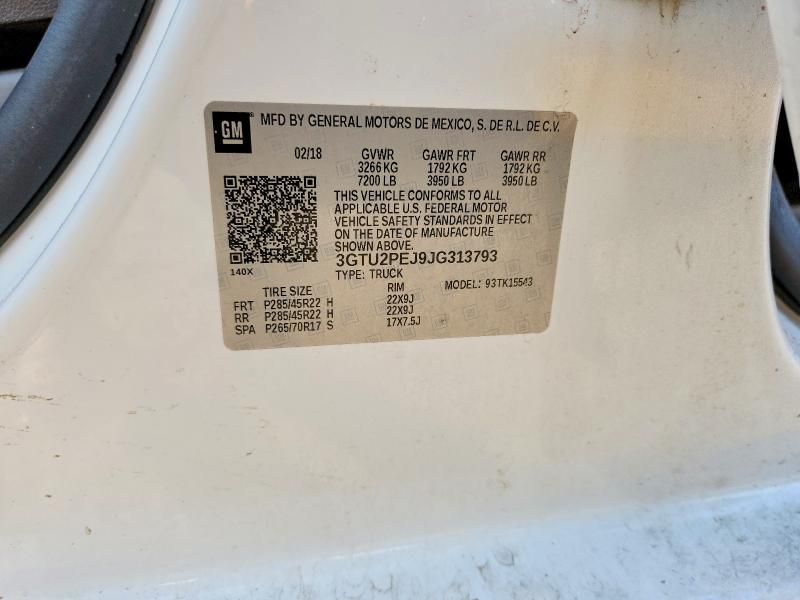 GM® MFD BY GENERAL MOTORS DE MEXICO, S. DE R.L. DE C.V.
02/18 GVWR GAWR FRT GAWR RR
3266 KG 1792 KG 1792 KG
7200 LB 3950 LB 3950 LB
THIS VEHICLE CONFORMS TO ALL
APPLICABLE U.S. FEDERAL MOTOR
VEHICLE SAFETY STANDARDS IN EFFECT
ON THE DATE OF MANUFACTURE
SHOWN ABOVE.
3GTU2PEJ9JG313793
140X TYPE: TRUCK
TIRE SIZE RIM MODEL: 93TK15543
FRT P285/45R22 H 22X9J
RR P285/45R22 H 22X9J
SPA P265/70R17 S 17X7.5J